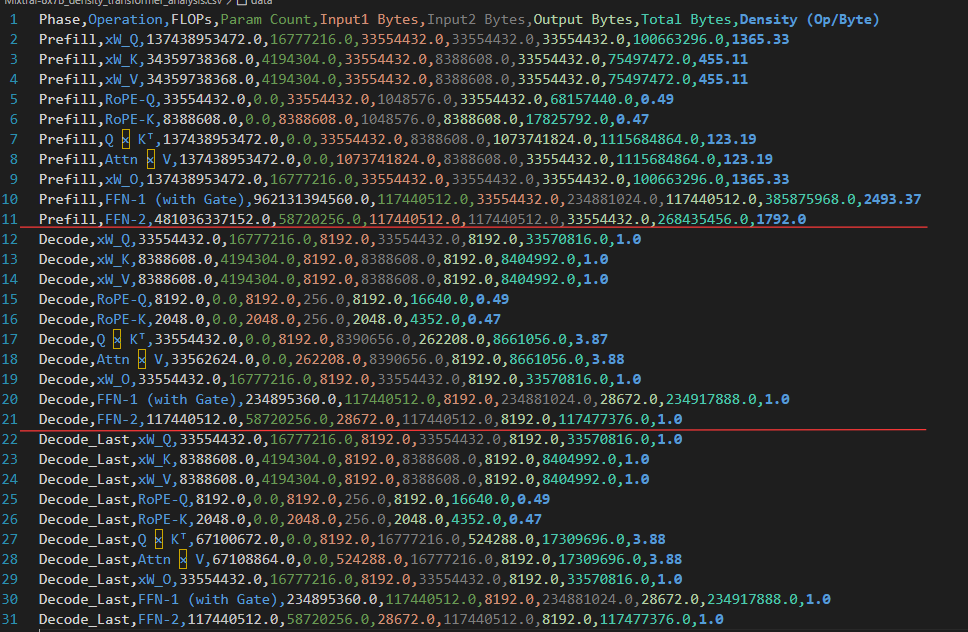 Mixtral-8x7B_density_transformer_analysis.csv / data
1 Phase,Operation,FLOPs,Param Count,Input1 Bytes,Input2 Bytes,Output Bytes,Total Bytes,Density (Op/Byte)
2 Prefill,xW_Q,137438953472.0,16777216.0,33554432.0,33554432.0,33554432.0,100663296.0,1365.33
3 Prefill,xW_K,34359738368.0,4194304.0,33554432.0,8388608.0,33554432.0,75497472.0,455.11
4 Prefill,xW_V,34359738368.0,4194304.0,33554432.0,8388608.0,33554432.0,75497472.0,455.11
5 Prefill,RoPE-Q,33554432.0,0.0,33554432.0,1048576.0,33554432.0,68157440.0,0.49
6 Prefill,RoPE-K,8388608.0,0.0,8388608.0,1048576.0,8388608.0,17825792.0,0.47
7 Prefill,Q × Kᵀ,137438953472.0,0.0,33554432.0,8388608.0,1073741824.0,1115684864.0,123.19
8 Prefill,Attn × V,137438953472.0,0.0,1073741824.0,8388608.0,33554432.0,1115684864.0,123.19
9 Prefill,xW_O,137438953472.0,16777216.0,33554432.0,33554432.0,33554432.0,100663296.0,1365.33
10 Prefill,FFN-1 (with Gate),962131394560.0,117440512.0,33554432.0,234881024.0,117440512.0,385875968.0,2493.37
11 Prefill,FFN-2,481036337152.0,58720256.0,117440512.0,117440512.0,33554432.0,268435456.0,1792.0
12 Decode,xW_Q,33554432.0,16777216.0,8192.0,33554432.0,8192.0,33570816.0,1.0
13 Decode,xW_K,8388608.0,4194304.0,8192.0,8388608.0,8192.0,8404992.0,1.0
14 Decode,xW_V,8388608.0,4194304.0,8192.0,8388608.0,8192.0,8404992.0,1.0
15 Decode,RoPE-Q,8192.0,0.0,8192.0,256.0,8192.0,16640.0,0.49
16 Decode,RoPE-K,2048.0,0.0,2048.0,256.0,2048.0,4352.0,0.47
17 Decode,Q × Kᵀ,33554432.0,0.0,8192.0,8390656.0,262208.0,8661056.0,3.87
18 Decode,Attn × V,33562624.0,0.0,262208.0,8390656.0,8192.0,8661056.0,3.88
19 Decode,xW_O,33554432.0,16777216.0,8192.0,33554432.0,8192.0,33570816.0,1.0
20 Decode,FFN-1 (with Gate),234895360.0,117440512.0,8192.0,234881024.0,28672.0,234917888.0,1.0
21 Decode,FFN-2,117440512.0,58720256.0,28672.0,117440512.0,8192.0,117477376.0,1.0
22 Decode_Last,xW_Q,33554432.0,16777216.0,8192.0,33554432.0,8192.0,33570816.0,1.0
23 Decode_Last,xW_K,8388608.0,4194304.0,8192.0,8388608.0,8192.0,8404992.0,1.0
24 Decode_Last,xW_V,8388608.0,4194304.0,8192.0,8388608.0,8192.0,8404992.0,1.0
25 Decode_Last,RoPE-Q,8192.0,0.0,8192.0,256.0,8192.0,16640.0,0.49
26 Decode_Last,RoPE-K,2048.0,0.0,2048.0,256.0,2048.0,4352.0,0.47
27 Decode_Last,Q × Kᵀ,67100672.0,0.0,8192.0,16777216.0,524288.0,17309696.0,3.88
28 Decode_Last,Attn × V,67108864.0,0.0,524288.0,16777216.0,8192.0,17309696.0,3.88
29 Decode_Last,xW_O,33554432.0,16777216.0,8192.0,33554432.0,8192.0,33570816.0,1.0
30 Decode_Last,FFN-1 (with Gate),234895360.0,117440512.0,8192.0,234881024.0,28672.0,234917888.0,1.0
31 Decode_Last,FFN-2,117440512.0,58720256.0,28672.0,117440512.0,8192.0,117477376.0,1.0